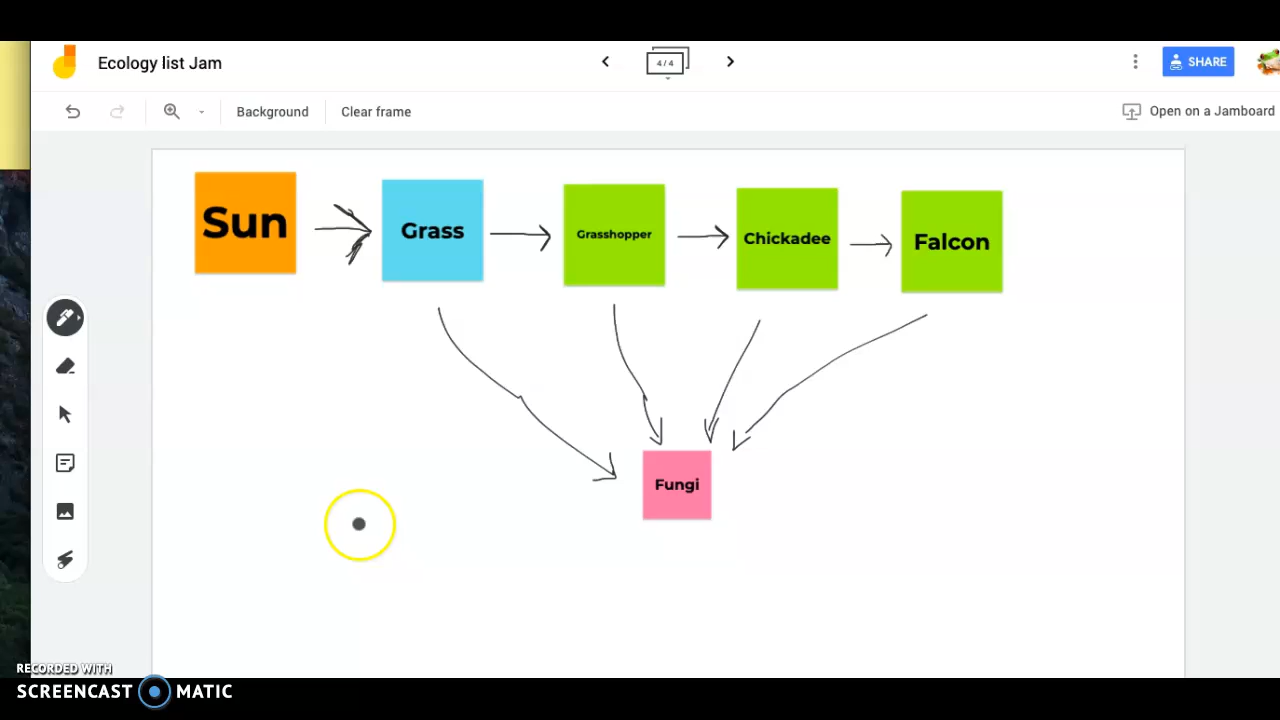 Ecology list Jam
4 / 4
SHARE
Background
Clear frame
Open on a Jamboard
Sun
Grass
Grasshopper
Chickadee
Falcon
Fungi
RECORDED WITH
SCREENCAST MATIC